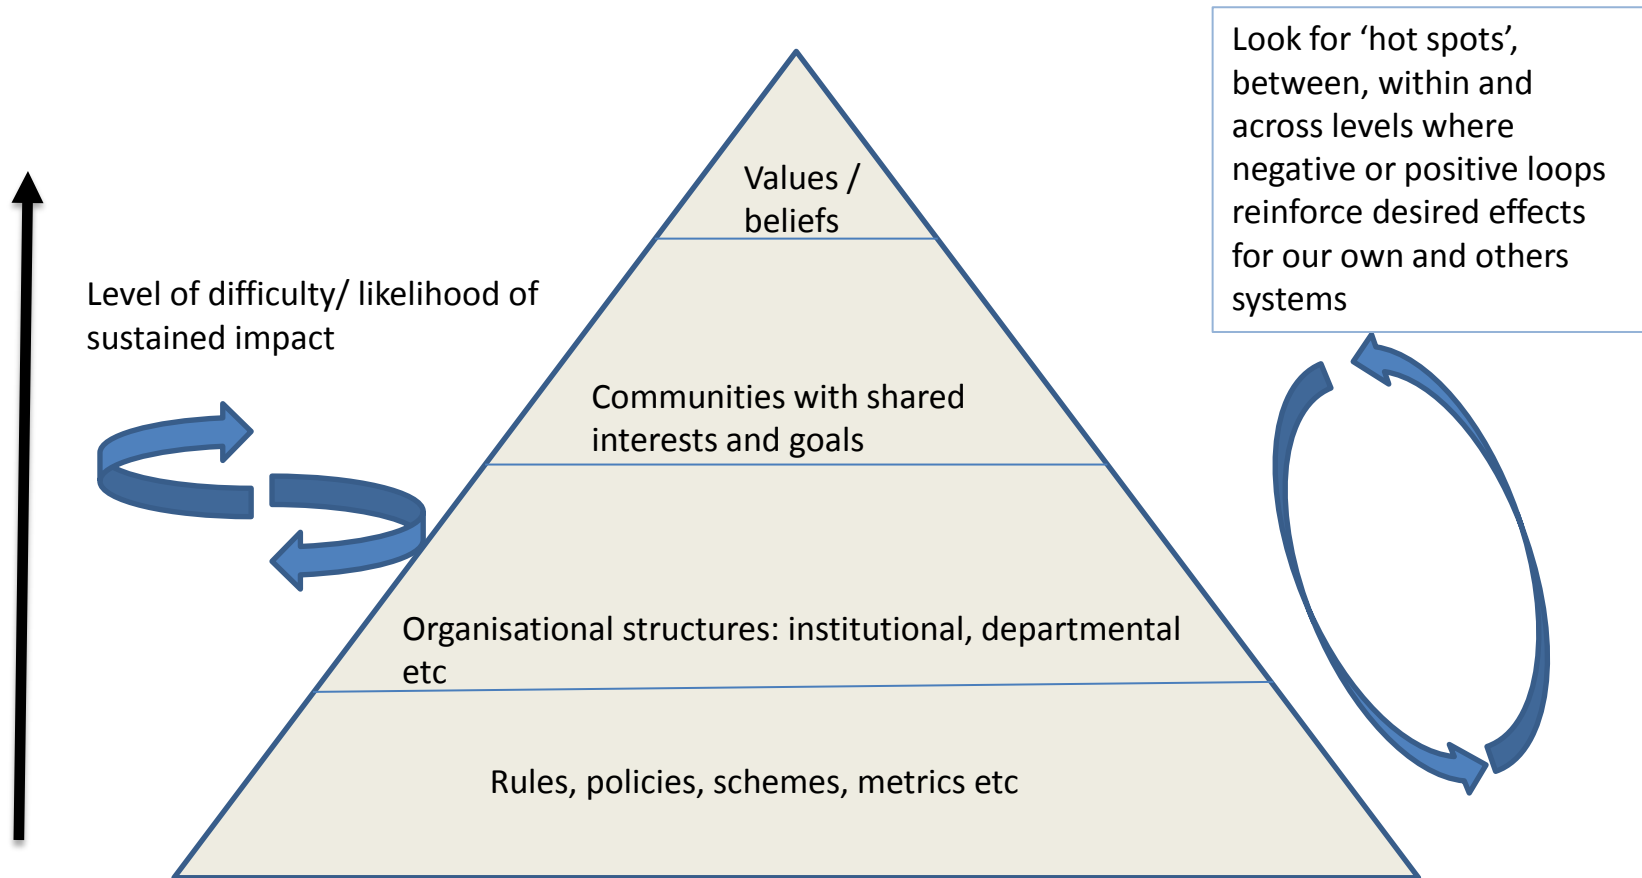 Look for ‘hot spots’,
between, within and
across levels where
negative or positive loops
reinforce desired effects
for our own and others
systems
Values /
beliefs
Level of difficulty/ likelihood of
sustained impact
Communities with shared
interests and goals
Organisational structures: institutional, departmental
etc
Rules, policies, schemes, metrics etc